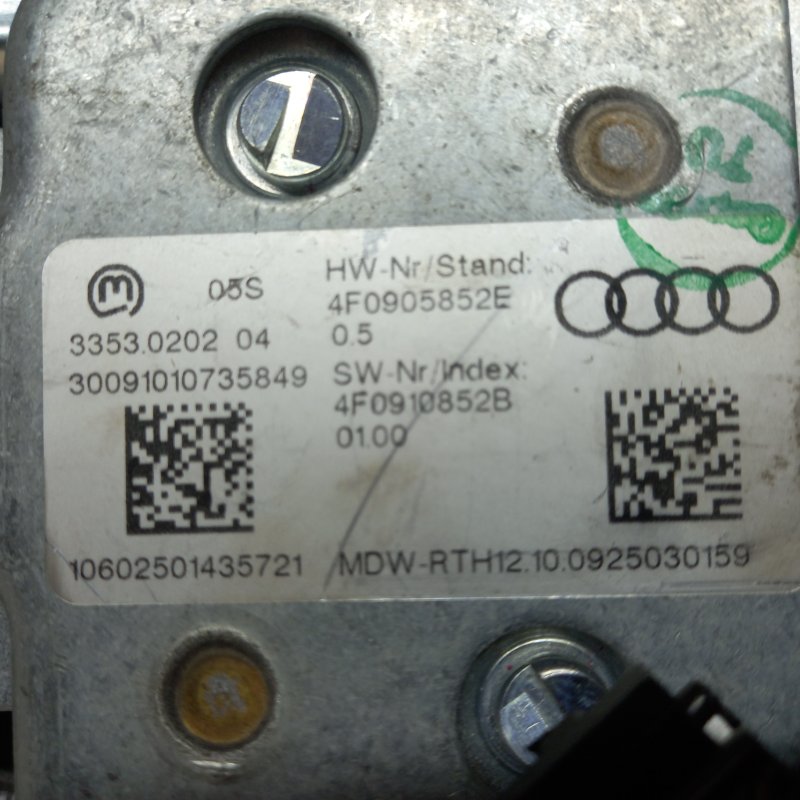 m 05S
3353.0202 04
30091010735849
HW-Nr/Stand:
4F0905852E
0.5
SW-Nr/Index:
4F0910852B
01.00
10602501435721
MDW-RTH12.10.0925030159